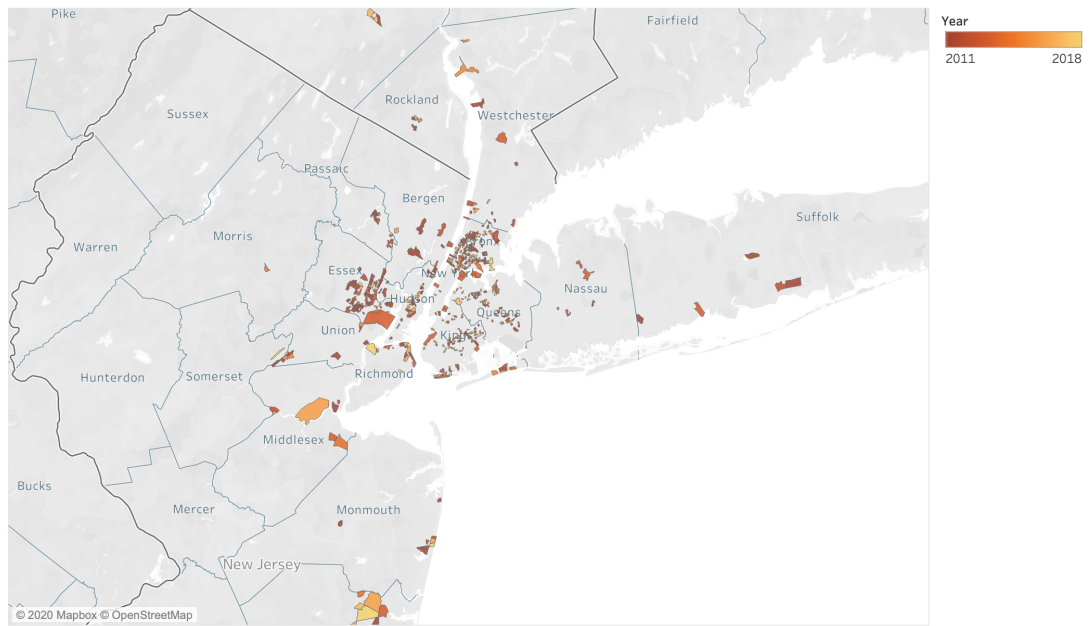 Pike
Fairfield
Year
2011 2018
Rockland
Sussex
Westchester
Passaic
Bergen
Suffolk
Morris
Warren
Essex
New York
Hudson
Nassau
Queens
Union
Kings
Richmond
Hunterdon
Somerset
Middlesex
Bucks
Mercer
Monmouth
New Jersey
© 2020 Mapbox © OpenStreetMap